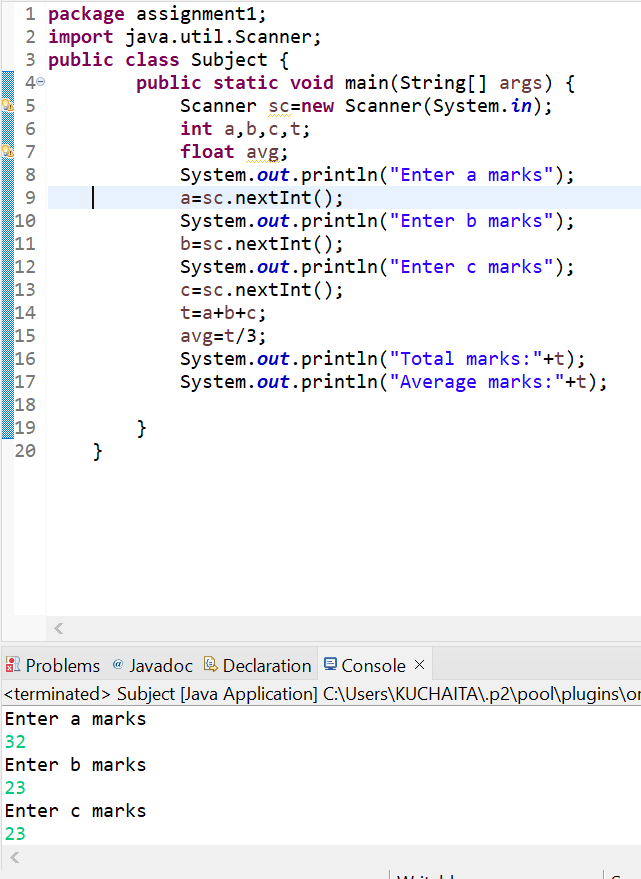 1 package assignment1;
2 import java.util.Scanner;
3 public class Subject {
4 public static void main(String[] args) {
5 Scanner sc=new Scanner(System.in);
6 int a,b,c,t;
7 float avg;
8 System.out.println("Enter a marks");
9 a=sc.nextInt();
10 System.out.println("Enter b marks");
11 b=sc.nextInt();
12 System.out.println("Enter c marks");
13 c=sc.nextInt();
14 t=a+b+c;
15 avg=t/3;
16 System.out.println("Total marks:"+t);
17 System.out.println("Average marks:"+t);
18
19 }
20 }
Problems @ Javadoc Declaration Console
<terminated> Subject [Java Application] C:\Users\KUCHAITA\.p2\pool\plugins\or
Enter a marks
32
Enter b marks
23
Enter c marks
23